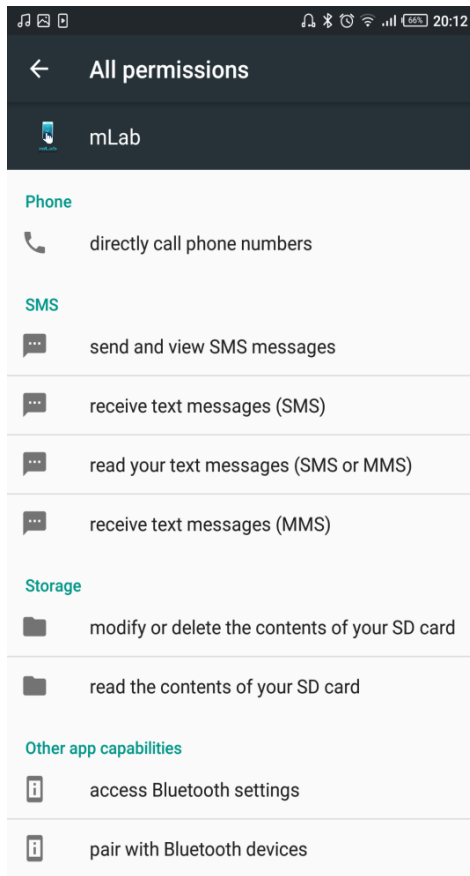 66% 20:12
All permissions
mLab
Phone
directly call phone numbers
SMS
send and view SMS messages
receive text messages (SMS)
read your text messages (SMS or MMS)
receive text messages (MMS)
Storage
modify or delete the contents of your SD card
read the contents of your SD card
Other app capabilities
access Bluetooth settings
pair with Bluetooth devices